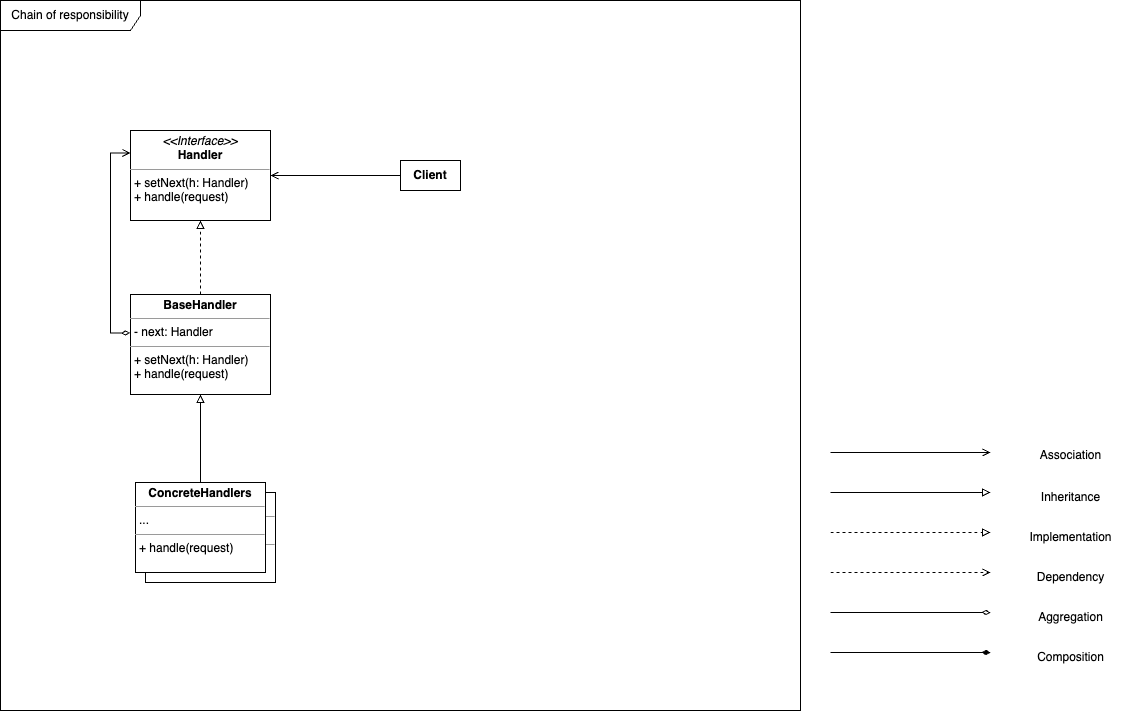 Chain of responsibility
<<Interface>>
Handler
+ setNext(h: Handler)
+ handle(request)
Client
BaseHandler
- next: Handler
+ setNext(h: Handler)
+ handle(request)
ConcreteHandlers
...
+ handle(request)
Association
Inheritance
Implementation
Dependency
Aggregation
Composition